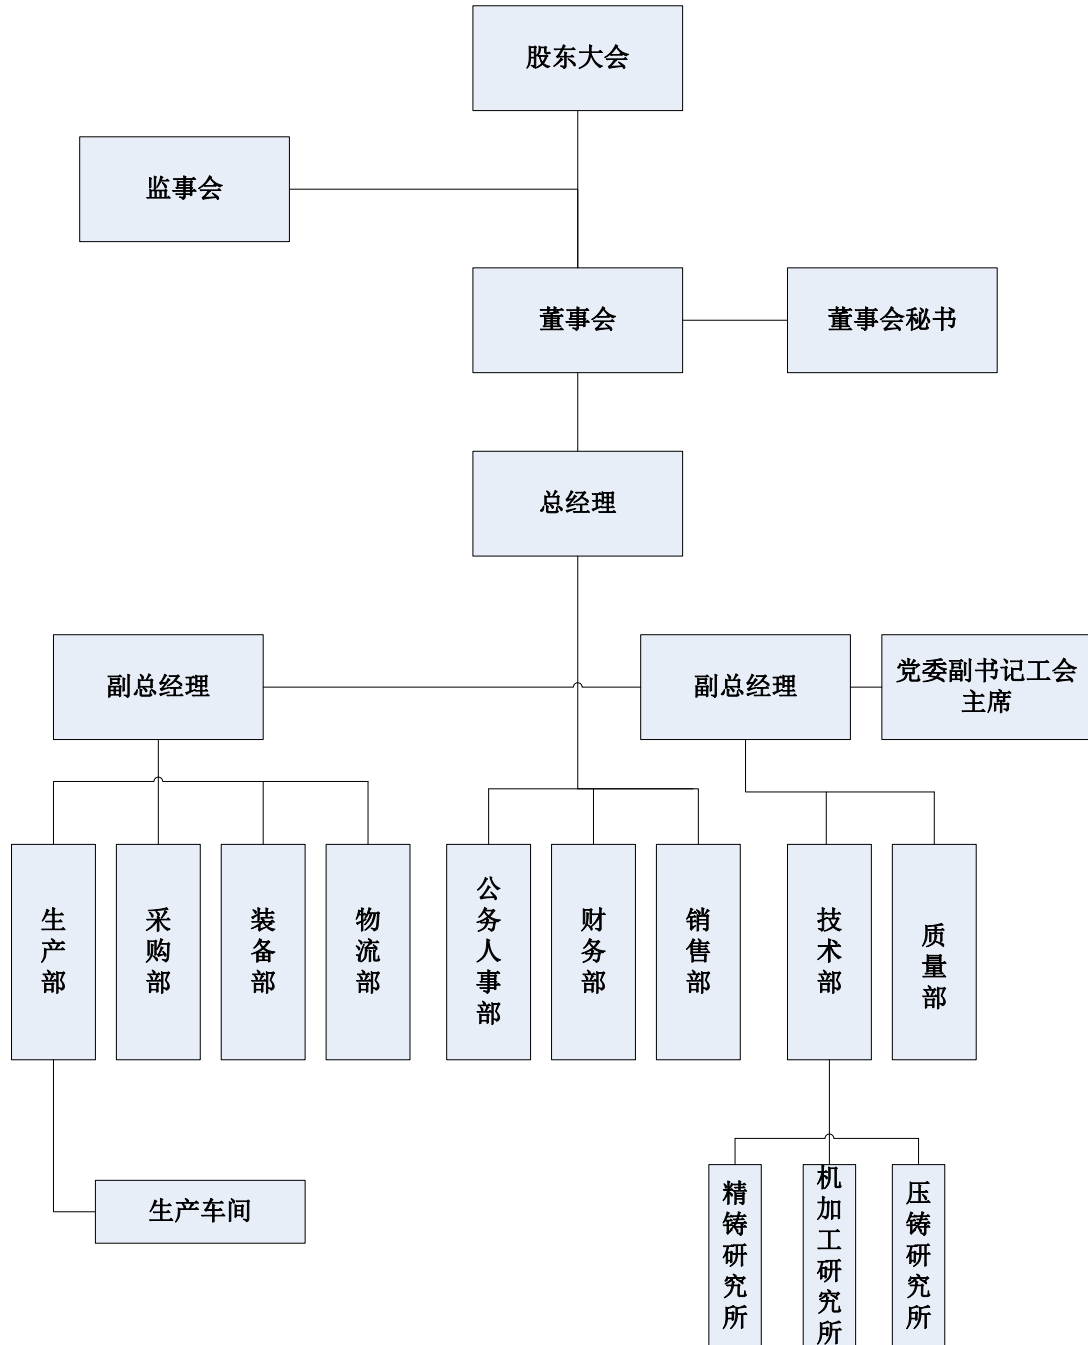 股东大会
监事会
董事会
董事会秘书
总经理
副总经理
副总经理
党委副书记工会
主席
生产部
采购部
装备部
物流部
公务人事部
财务部
销售部
技术部
质量部
生产车间
精铸研究所
机加工研究所
压铸研究所